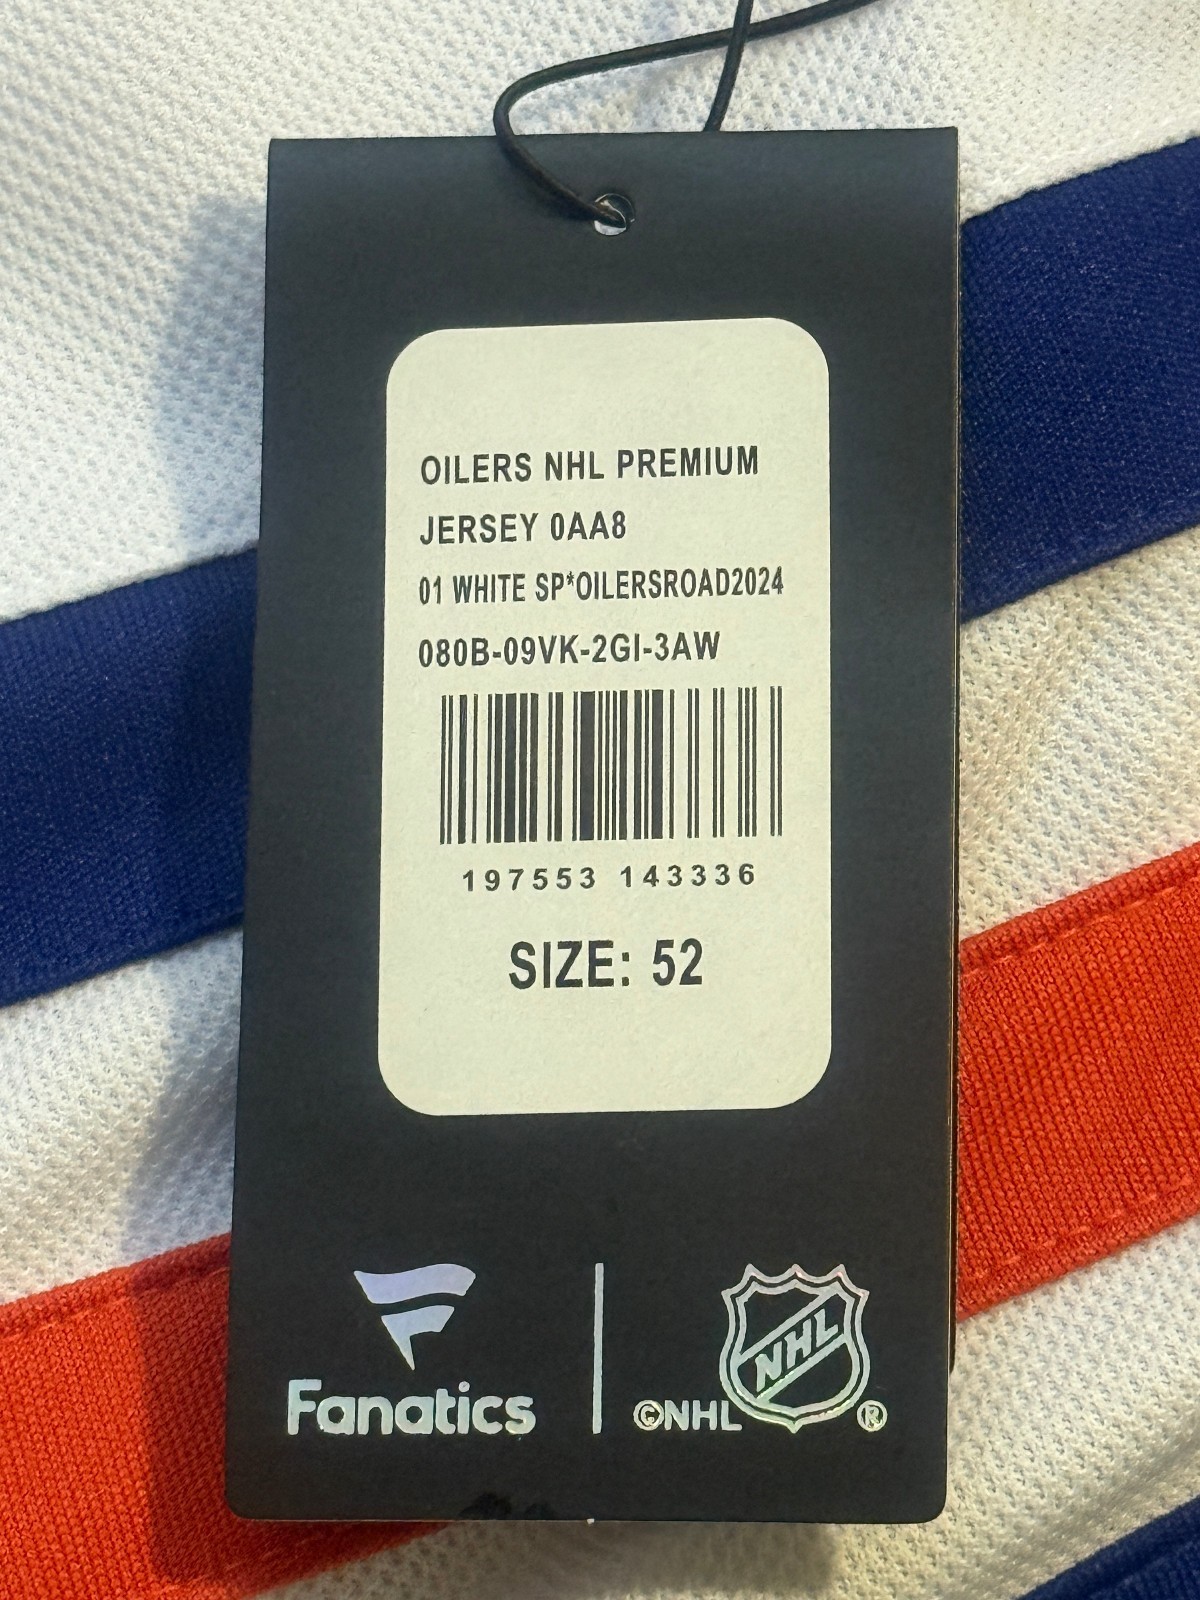 OILERS NHL PREMIUM
JERSEY 0AA8
01 WHITE SP*OILERSROAD2024
080B-09VK-2GI-3AW
197553 143336
SIZE: 52
Fanatics
©NHL
NHL
®